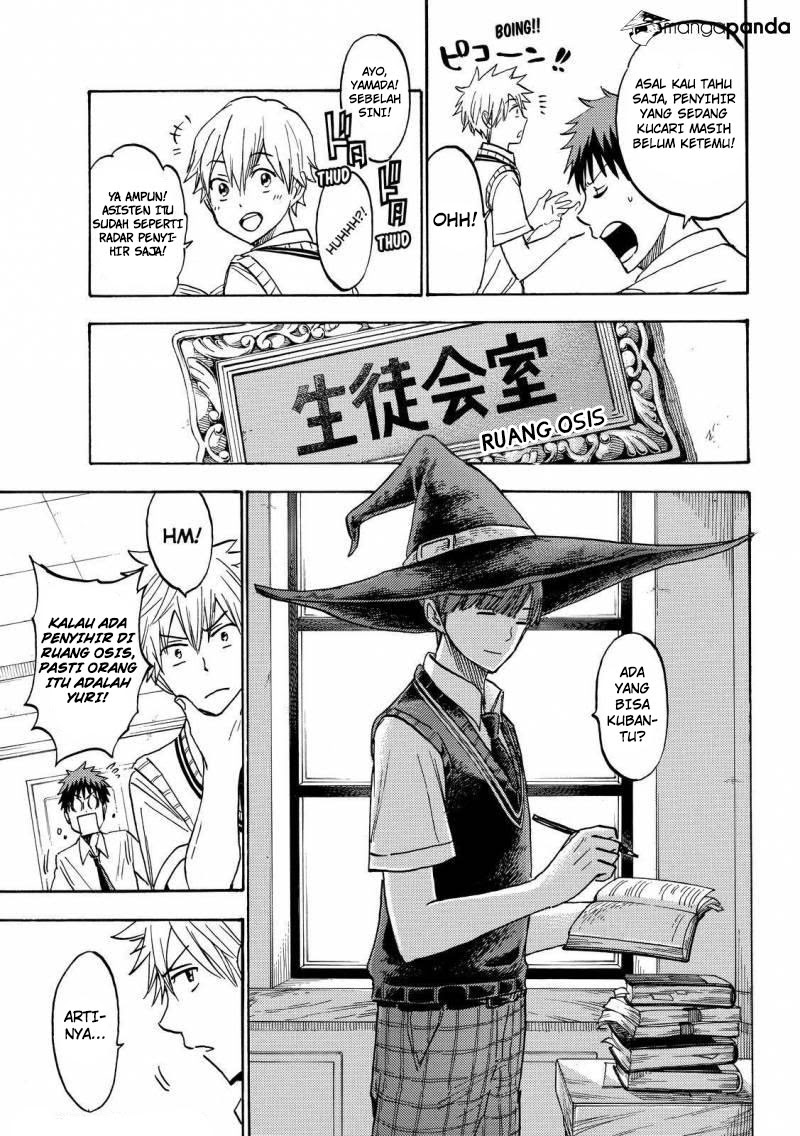 mangapanda
ASAL KAU TAHU
SAJA, PENYIHIR
YANG SEDANG
KUCARI MASIH
BELUM KETEMU!
BOING!!
ピコーン!!
OHH!
AYO,
YAMADA!
SEBELAH
SINI!
ドタ
THUD
ドタ
THUD
HUHHH?!
YA AMPUN!
ASISTEN ITU
SUDAH SEPERTI
RADAR PENYI-
HIR SAJA!
生徒会室
RUANG OSIS
ADA
YANG
BISA
KUBAN-
TU?
HM!
KALAU ADA
PENYIHIR DI
RUANG OSIS,
PASTI ORANG
ITU ADALAH
YURI!
ARTI-
NYA...